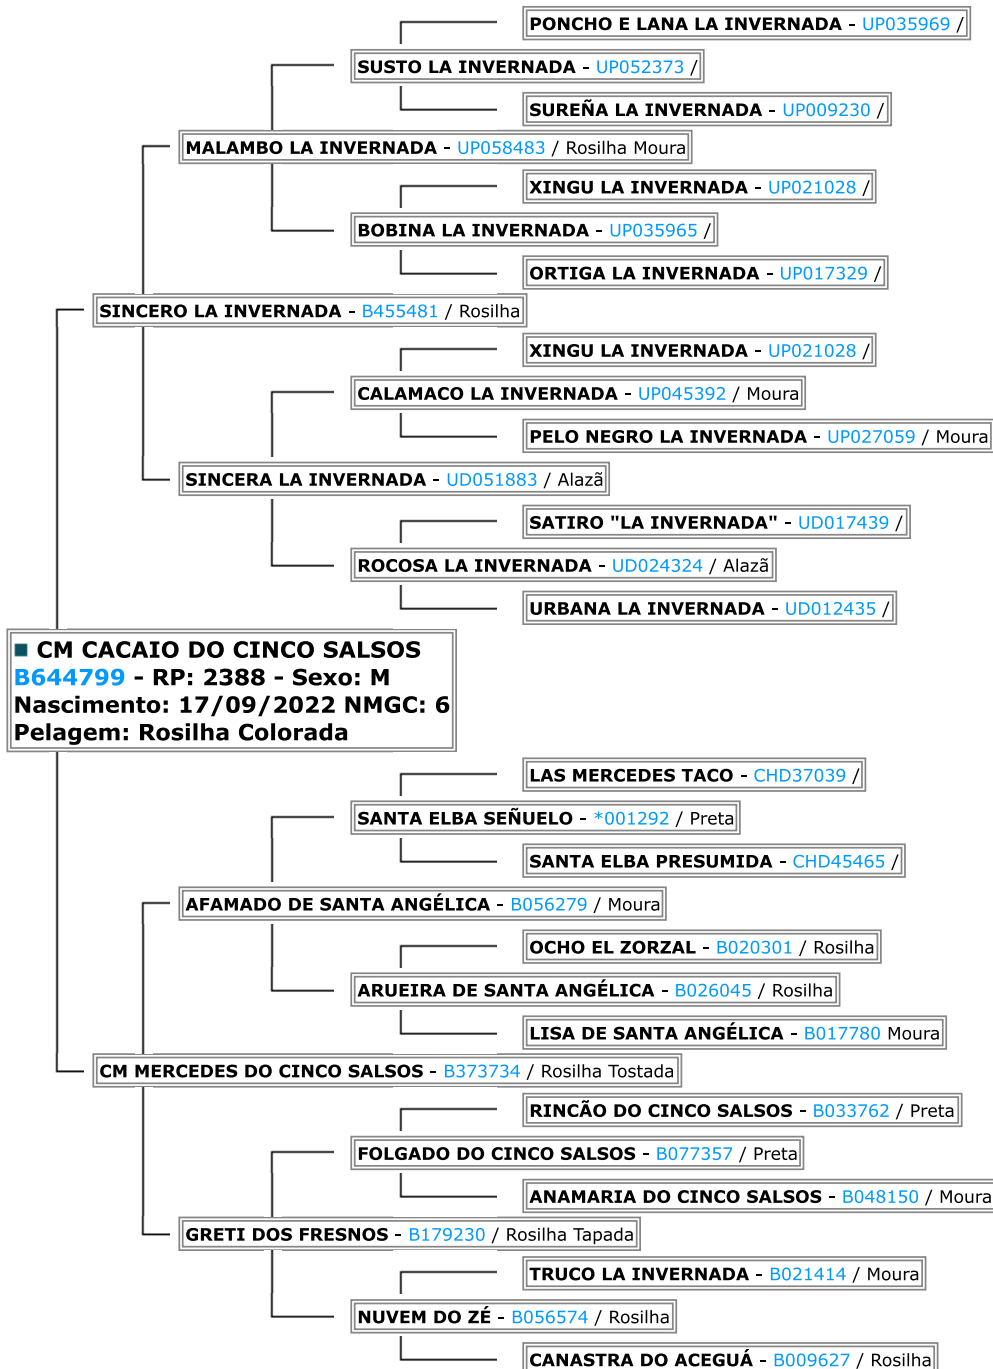 PONCHO E LANA LA INVERNADA - UP035969 /
SUSTO LA INVERNADA - UP052373 /
SUREÑA LA INVERNADA - UP009230 /
MALAMBO LA INVERNADA - UP058483 / Rosilha Moura
XINGU LA INVERNADA - UP021028 /
BOBINA LA INVERNADA - UP035965 /
ORTIGA LA INVERNADA - UP017329 /
SINCERO LA INVERNADA - B455481 / Rosilha
XINGU LA INVERNADA - UP021028 /
CALAMACO LA INVERNADA - UP045392 / Moura
PELO NEGRO LA INVERNADA - UP027059 / Moura
SINCERA LA INVERNADA - UD051883 / Alazã
SATIRO "LA INVERNADA" - UD017439 /
ROCOSA LA INVERNADA - UD024324 / Alazã
URBANA LA INVERNADA - UD012435 /
■ CM CACAIO DO CINCO SALSOS
B644799 - RP: 2388 - Sexo: M
Nascimento: 17/09/2022 NMGC: 6
Pelagem: Rosilha Colorada
LAS MERCEDES TACO - CHD37039 /
SANTA ELBA SEÑUELO - *001292 / Preta
SANTA ELBA PRESUMIDA - CHD45465 /
AFAMADO DE SANTA ANGÉLICA - B056279 / Moura
OCHO EL ZORZAL - B020301 / Rosilha
ARUEIRA DE SANTA ANGÉLICA - B026045 / Rosilha
LISA DE SANTA ANGÉLICA - B017780 Moura
CM MERCEDES DO CINCO SALSOS - B373734 / Rosilha Tostada
RINCÃO DO CINCO SALSOS - B033762 / Preta
FOLGADO DO CINCO SALSOS - B077357 / Preta
ANAMARIA DO CINCO SALSOS - B048150 / Moura
GRETI DOS FRESNOS - B179230 / Rosilha Tapada
TRUCO LA INVERNADA - B021414 / Moura
NUVEM DO ZÉ - B056574 / Rosilha
CANASTRA DO ACEGUÁ - B009627 / Rosilha